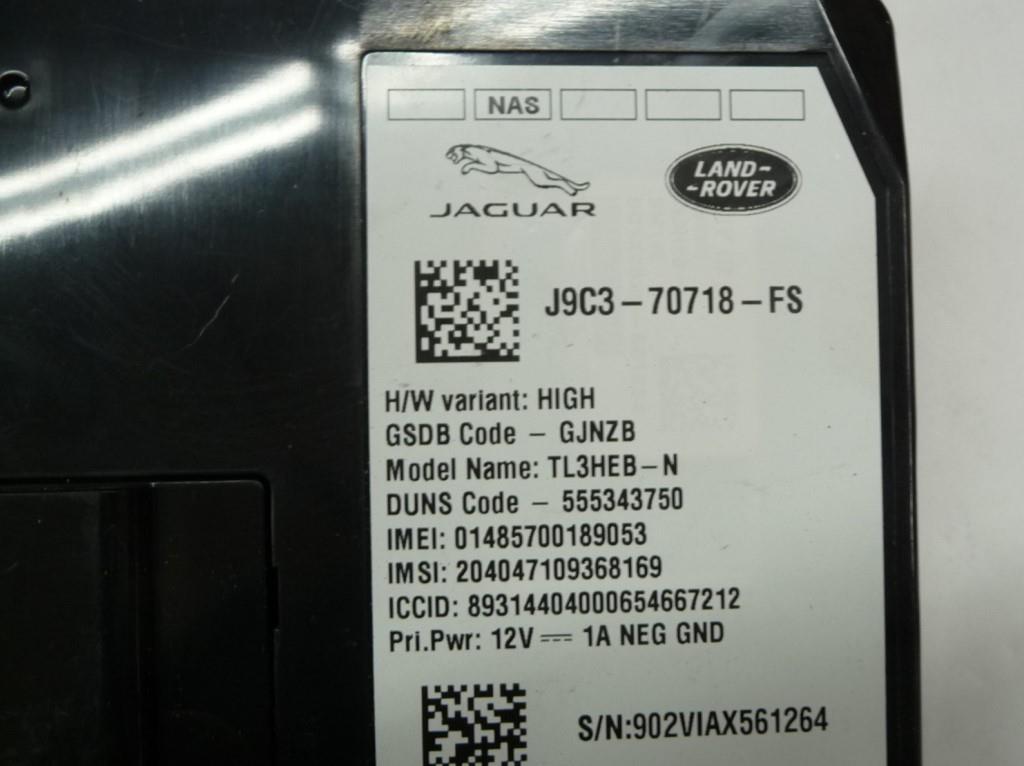 NAS
JAGUAR
LAND-
-ROVER
J9C3-70718-FS
H/W variant: HIGH
GSDB Code - GJNZB
Model Name: TL3HEB-N
DUNS Code - 555343750
IMEI: 01485700189053
IMSI: 204047109368169
ICCID: 89314404000654667212
Pri.Pwr: 12V ⎓ 1A NEG GND
S/N:902VIAX561264